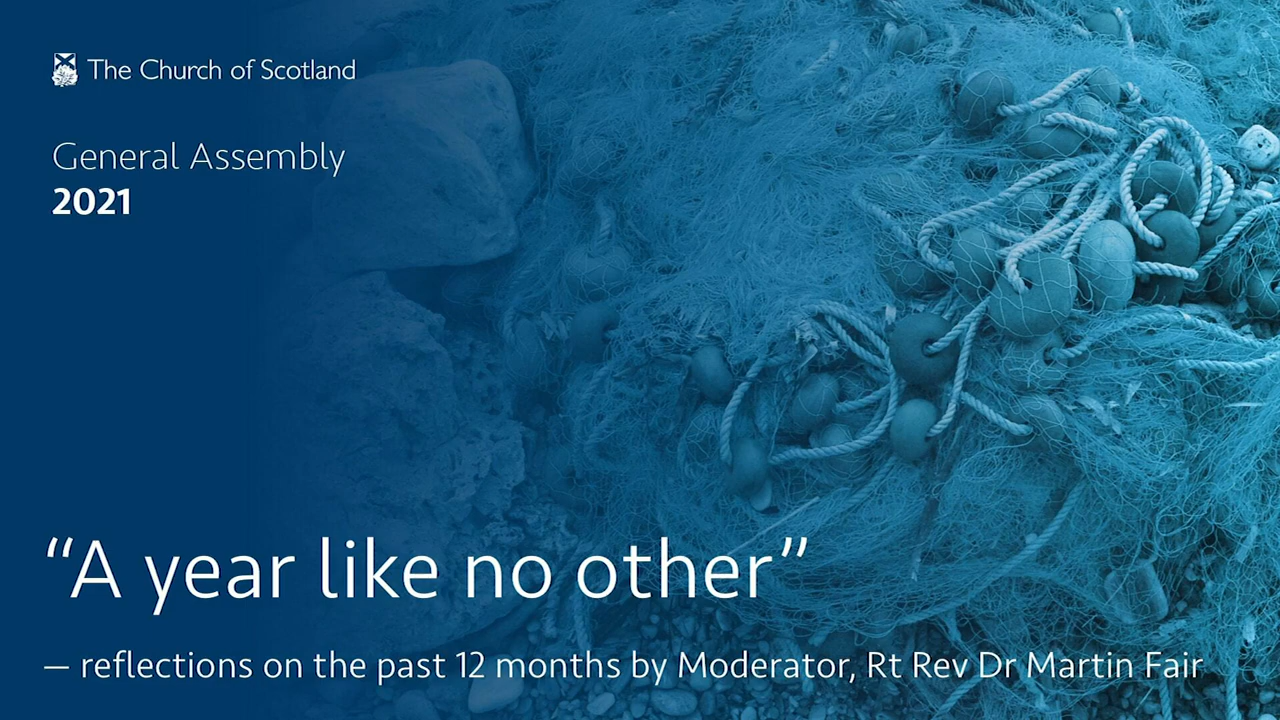 The Church of Scotland
General Assembly
2021
“A year like no other”
— reflections on the past 12 months by Moderator, Rt Rev Dr Martin Fair